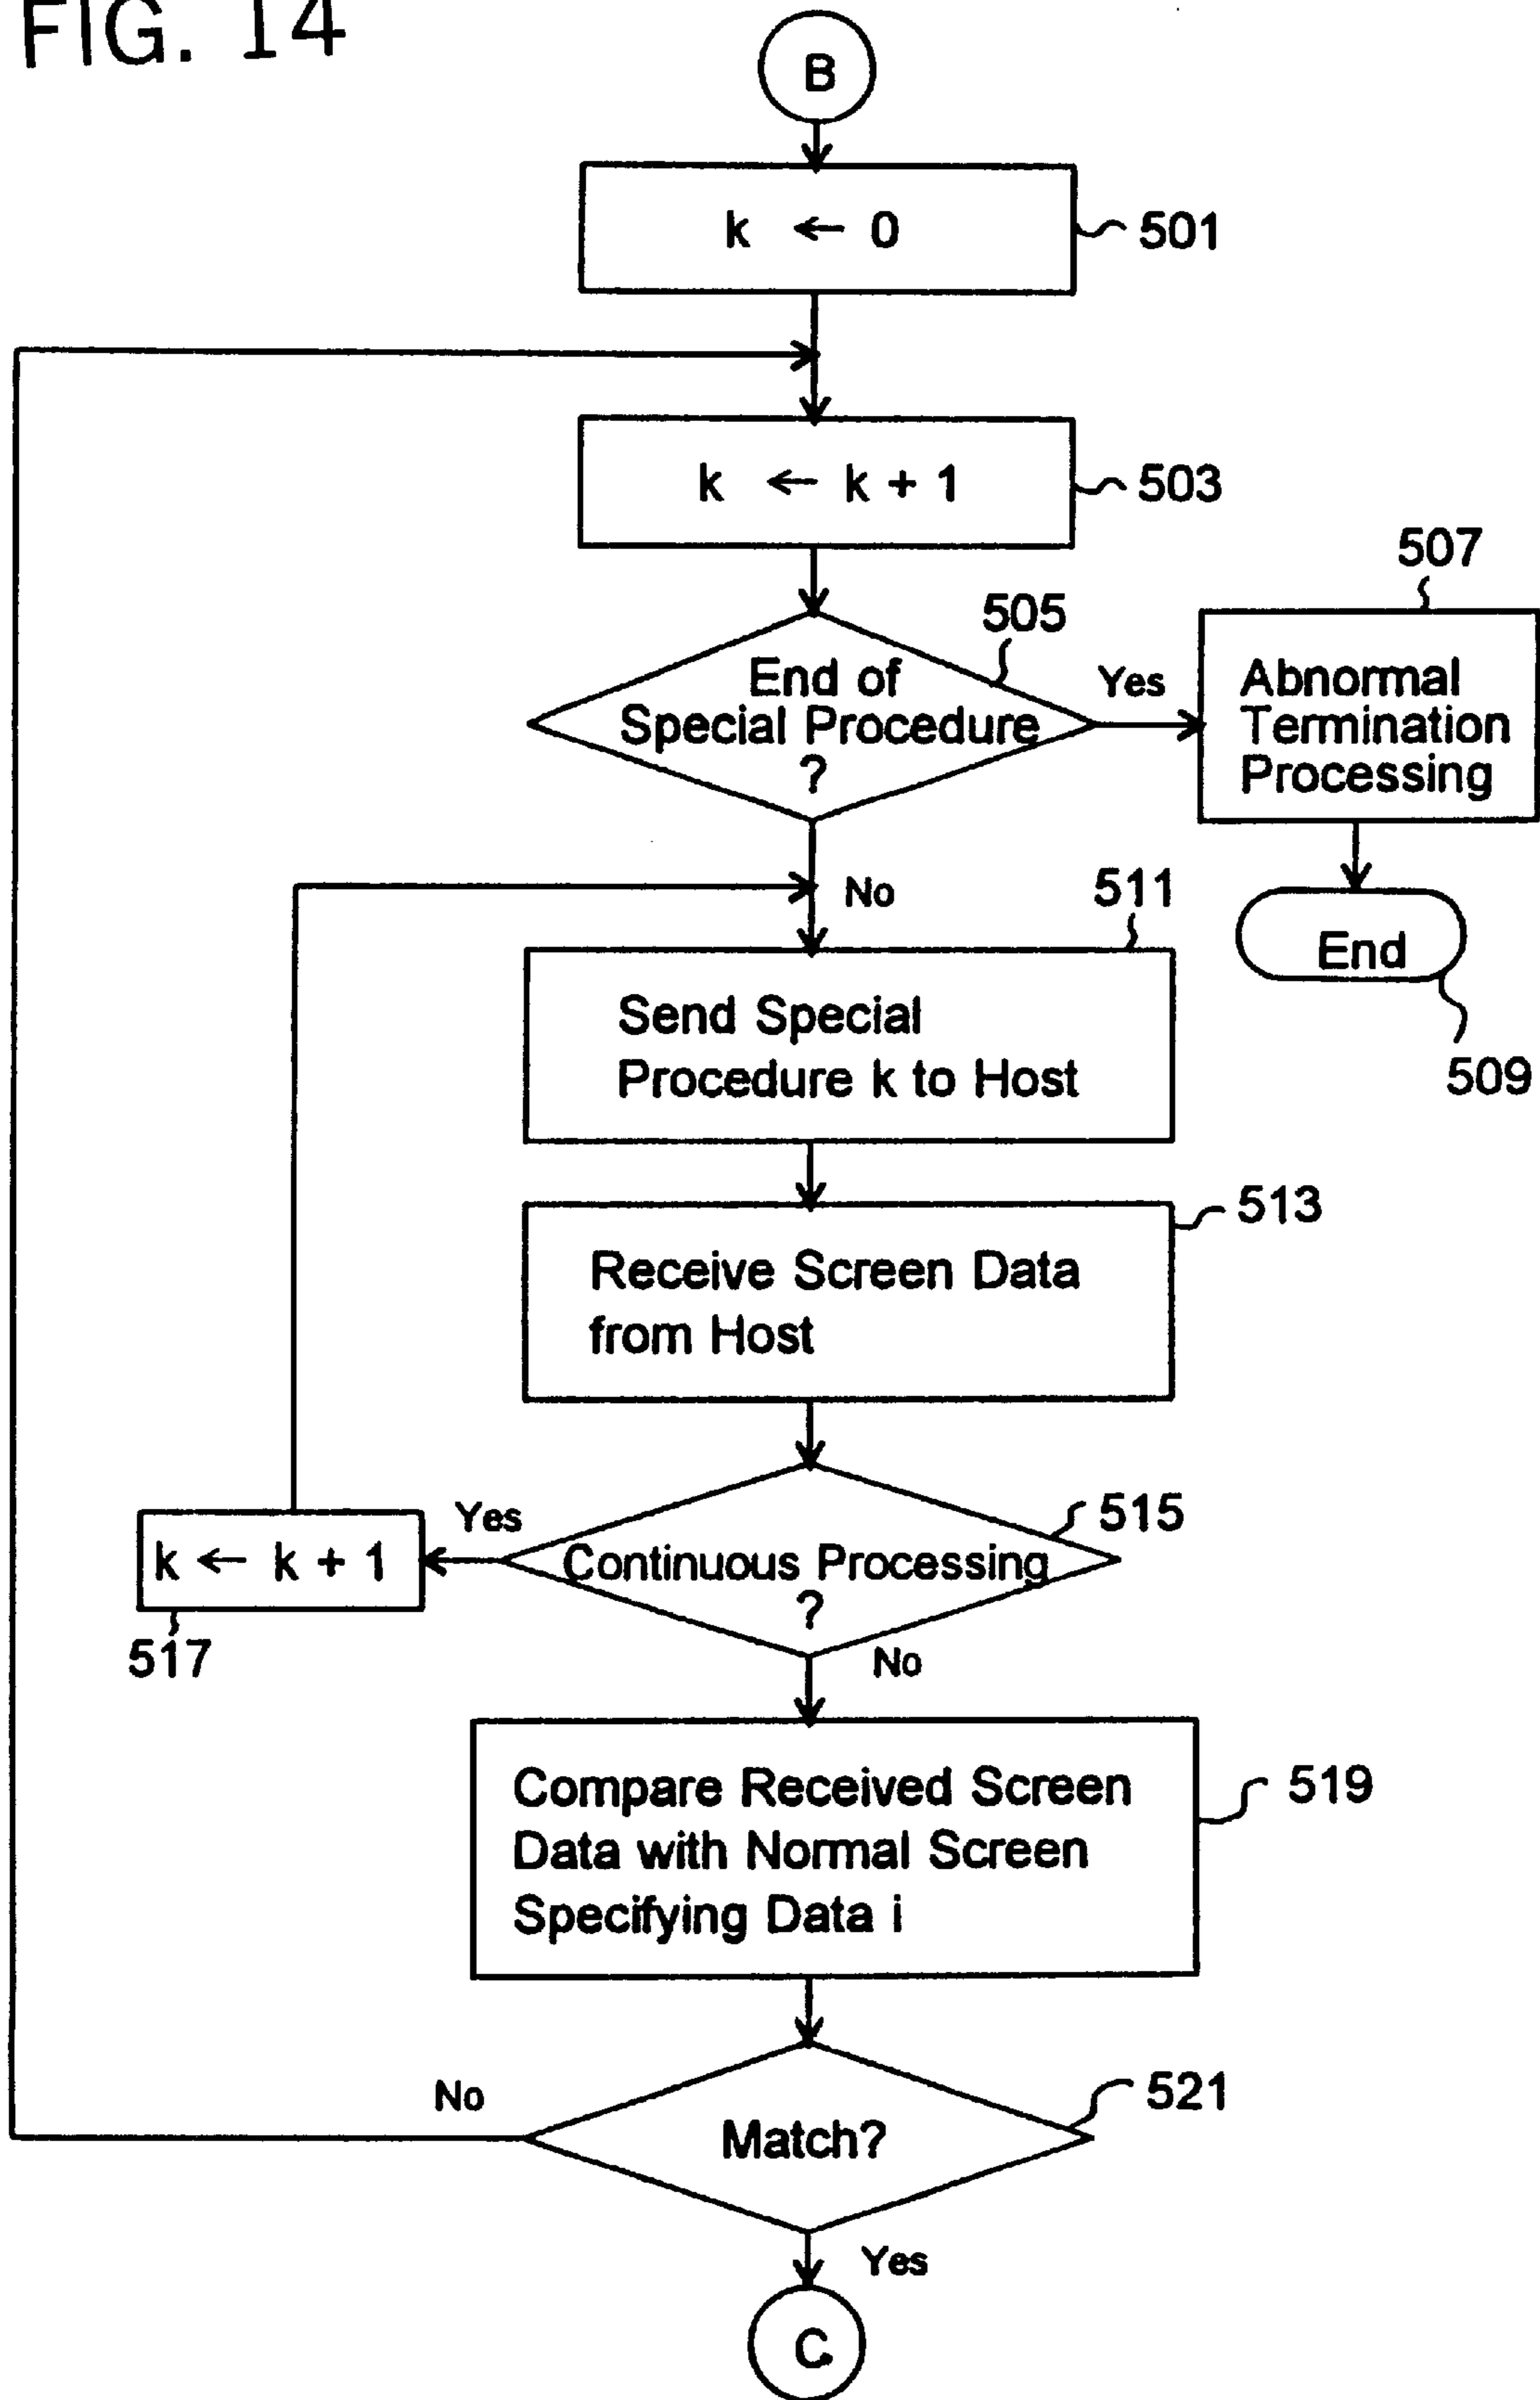 FIG. 14
B
k ← 0
501
k ← k + 1
503
507
505
End of
Special Procedure
?
Yes
Abnormal
Termination
Processing
No
511
End
509
Send Special
Procedure k to Host
513
Receive Screen Data
from Host
515
Yes
Continuous Processing
?
k ← k + 1
517
No
519
Compare Received Screen
Data with Normal Screen
Specifying Data i
521
No
Match?
Yes
C